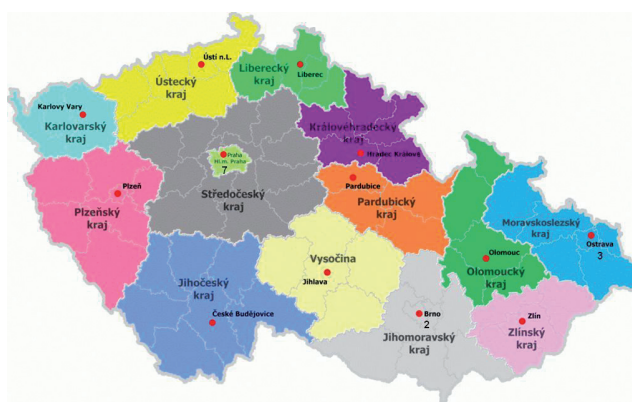 Ústí n.L.
Ústecký
kraj
Liberecký
kraj
Liberec
Karlovy Vary
Karlovarský
kraj
Královéhradecký
kraj
Hradec Králové
Praha
Hl.m. Praha
7
Plzeň
Plzeňský
kraj
Středočeský
kraj
Pardubice
Pardubický
kraj
Moravskoslezský
kraj
Ostrava
3
Vysočina
Jihlava
Olomouc
Olomoucký
kraj
Jihočeský
kraj
České Budějovice
Brno
2
Jihomoravský
kraj
Zlín
Zlínský
kraj